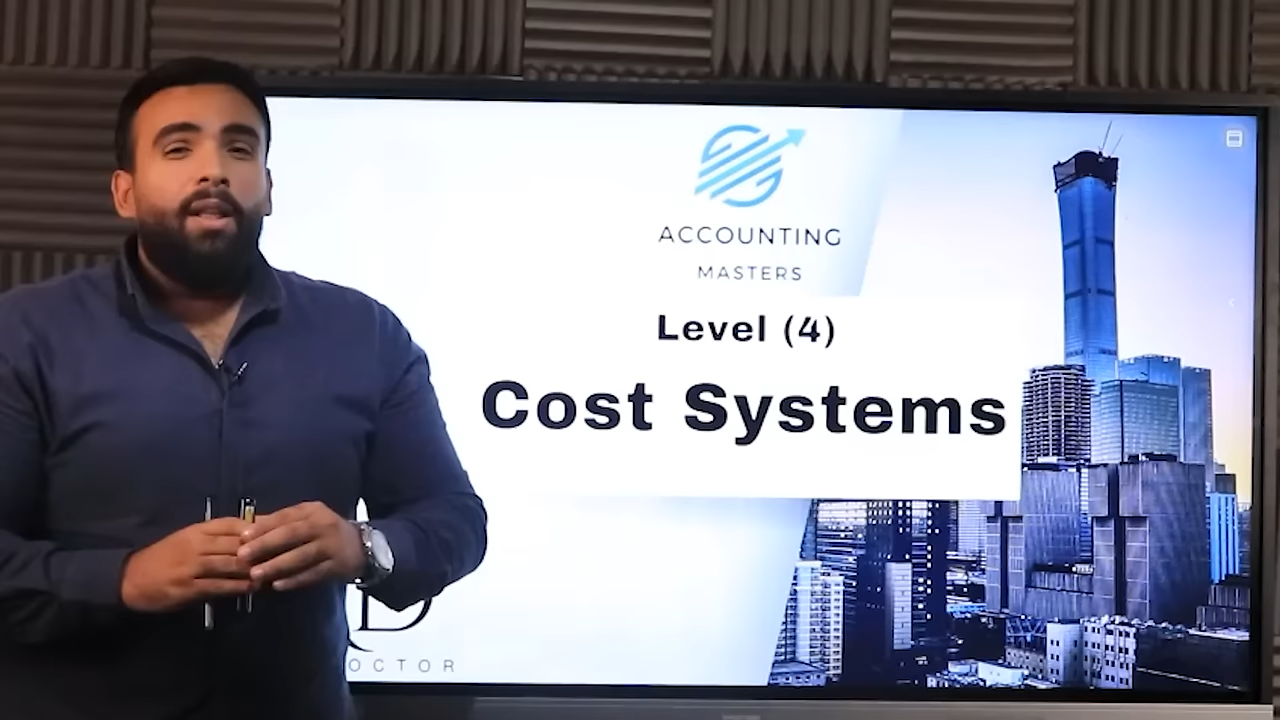 ACCOUNTING
MASTERS
Level (4)
Cost Systems
D
OCTOR